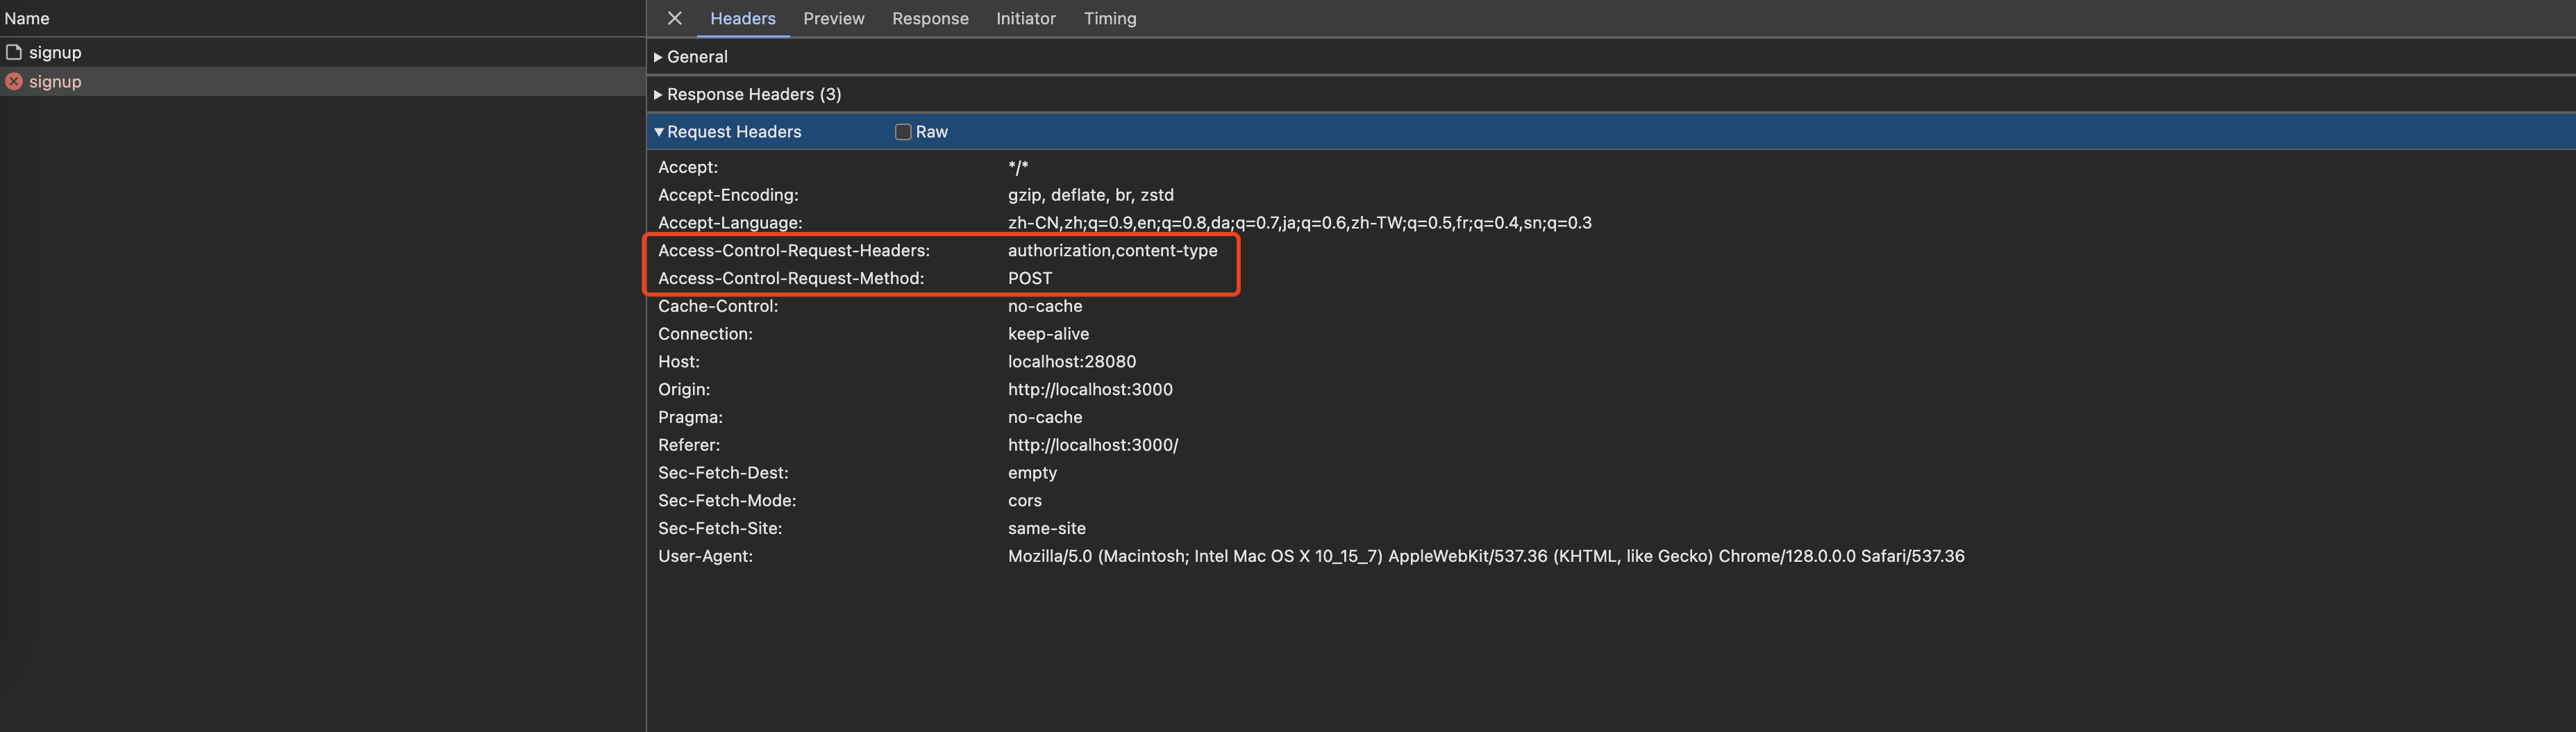 Name
signup
signup
Headers Preview Response Initiator Timing
General
Response Headers (3)
Request Headers Raw
Accept: */*
Accept-Encoding: gzip, deflate, br, zstd
Accept-Language: zh-CN,zh;q=0.9,en;q=0.8,da;q=0.7,ja;q=0.6,zh-TW;q=0.5,fr;q=0.4,sn;q=0.3
Access-Control-Request-Headers: authorization,content-type
Access-Control-Request-Method: POST
Cache-Control: no-cache
Connection: keep-alive
Host: localhost:28080
Origin: http://localhost:3000
Pragma: no-cache
Referer: http://localhost:3000/
Sec-Fetch-Dest: empty
Sec-Fetch-Mode: cors
Sec-Fetch-Site: same-site
User-Agent: Mozilla/5.0 (Macintosh; Intel Mac OS X 10_15_7) AppleWebKit/537.36 (KHTML, like Gecko) Chrome/128.0.0.0 Safari/537.36